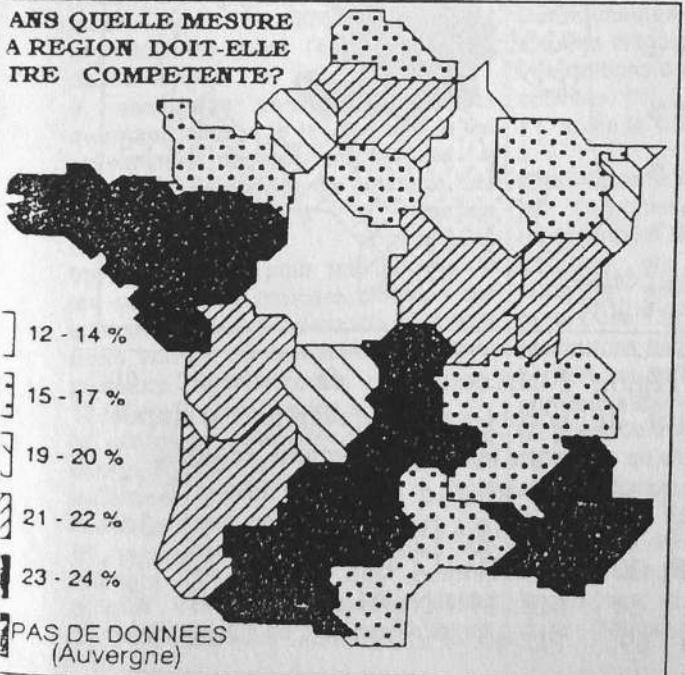 ANS QUELLE MESURE
A REGION DOIT-ELLE
TRE COMPETENTE?
12 - 14 %
15 - 17 %
19 - 20 %
21 - 22 %
23 - 24 %
PAS DE DONNEES
(Auvergne)